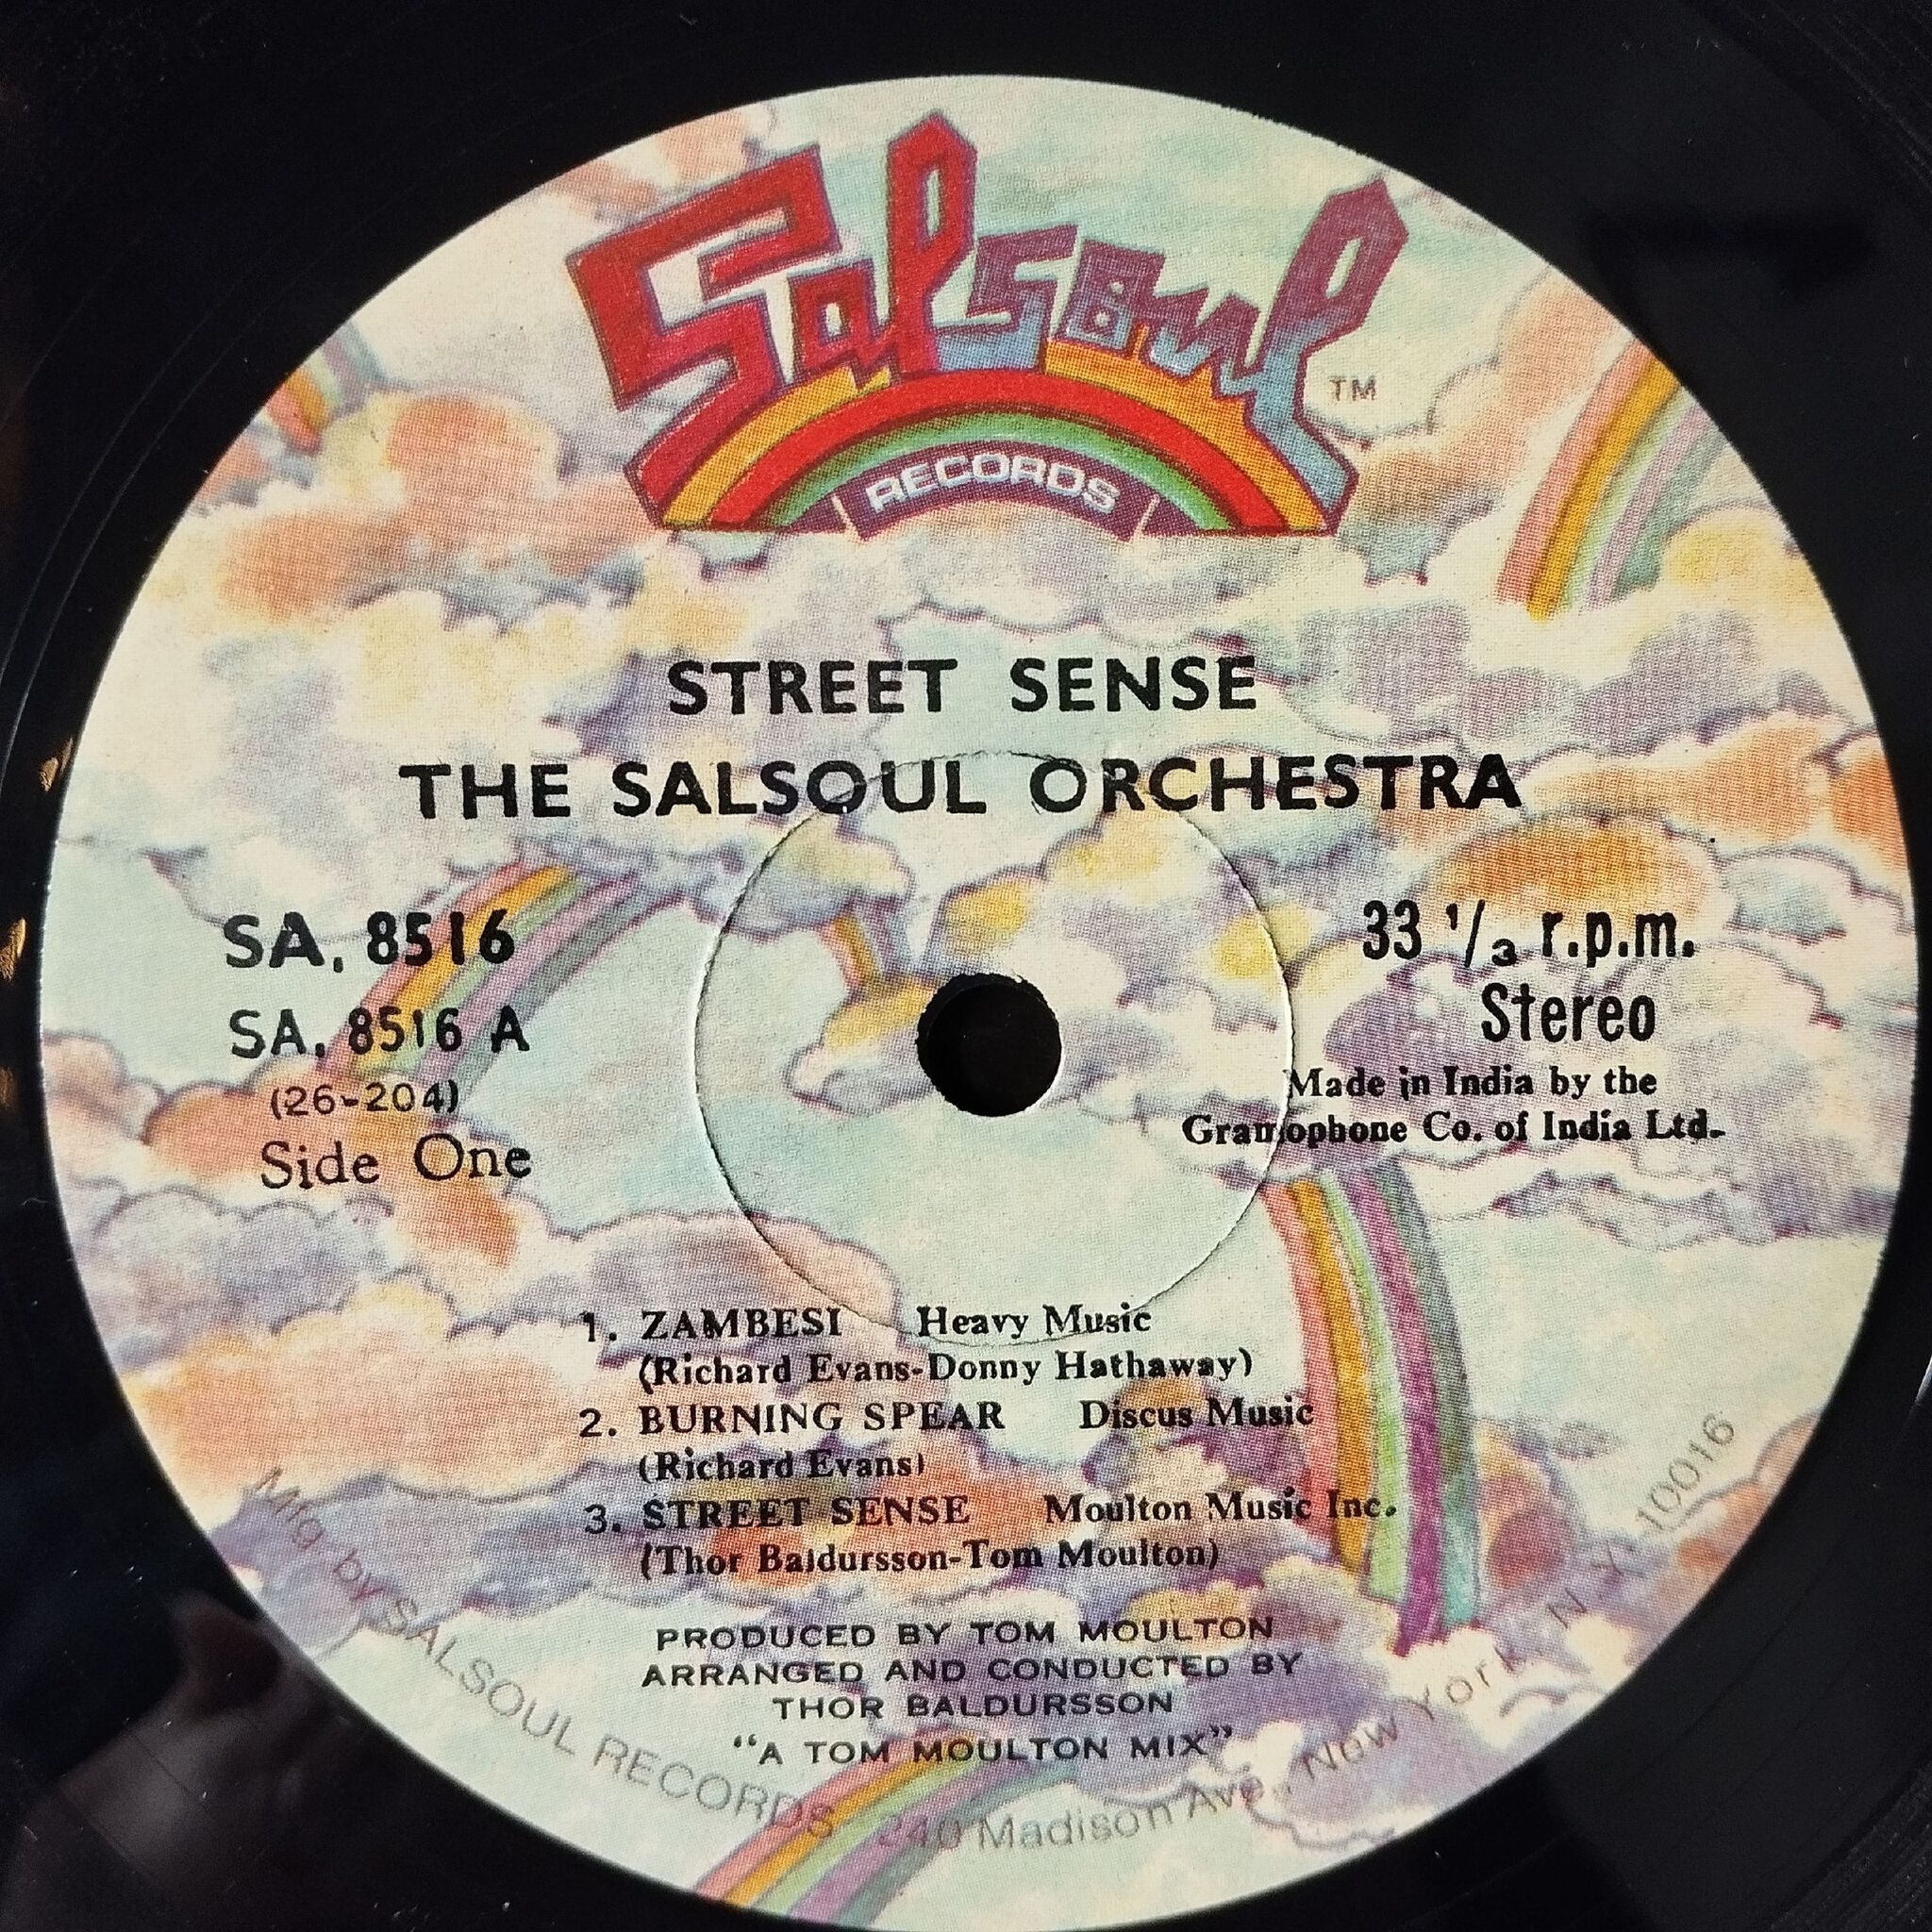 Salsoul
TM
RECORDS
STREET SENSE
THE SALSOUL ORCHESTRA
SA. 8516
SA. 8516 A
(26-204)
Side One
33 1/3 r.p.m.
Stereo
Made in India by the
Gramophone Co. of India Ltd.
1. ZAMBESI Heavy Music
(Richard Evans-Donny Hathaway)
2. BURNING SPEAR Discus Music
(Richard Evans)
3. STREET SENSE Moulton Music Inc.
(Thor Baldursson-Tom Moulton)
PRODUCED BY TOM MOULTON
ARRANGED AND CONDUCTED BY
THOR BALDURSSON
“A TOM MOULTON MIX”
Mfg by SALSOUL RECORDS 240 Madison Ave., New York, N.Y. 10016